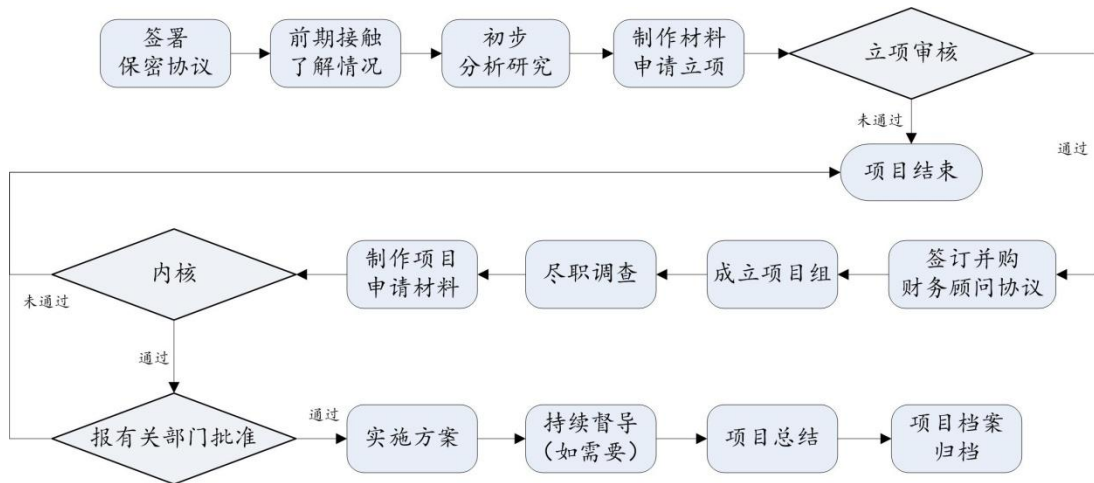 签署
保密协议
前期接触
了解情况
初步
分析研究
制作材料
申请立项
立项审核
未通过
通过
项目结束
内核
制作项目
申请材料
尽职调查
成立项目组
签订并购
财务顾问协议
未通过
通过
报有关部门批准
通过
实施方案
持续督导
（如需要）
项目总结
项目档案
归档